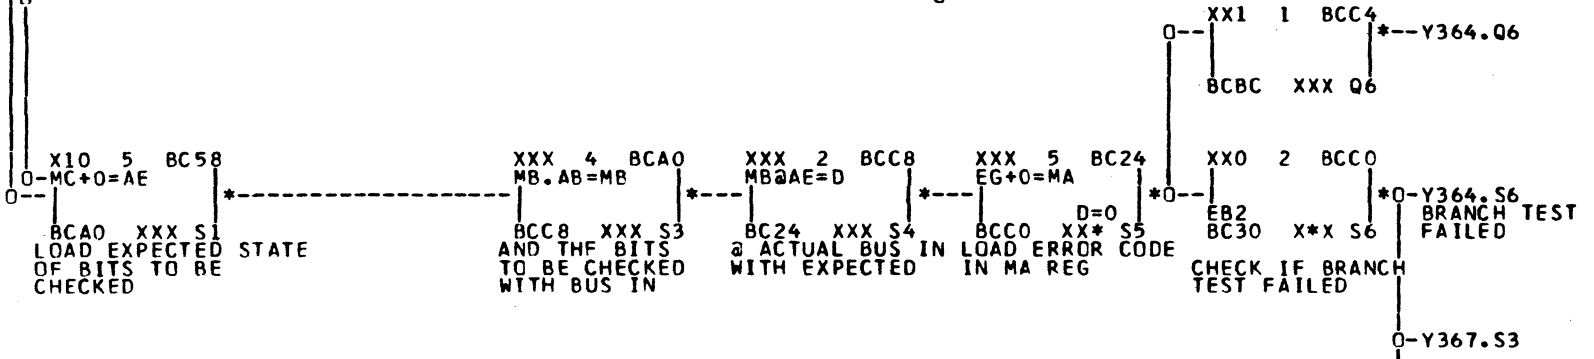 XX1 1 BCC4
O--
*--Y364.Q6
BCBC XXX Q6
X10 5 BC58
O-MC+0=AE
O--
*-------------------
BCA0 XXX S1
LOAD EXPECTED STATE
OF BITS TO BE
CHECKED
XXX 4 BCA0
MB.AB=MB
*---
BCC8 XXX S3
AND THF BITS
TO BE CHECKED
WITH BUS IN
XXX 2 BCC8
MB@AE=D
*---
BC24 XXX S4
@ ACTUAL BUS IN
WITH EXPECTED
XXX 5 BC24
EG+0=MA
*O--
D=0
BCC0 XX* S5
LOAD ERROR CODE
IN MA REG
XX0 2 BCC0
*O-Y364.S6
EB2
BC30 X*X S6
BRANCH TEST
FAILED
CHECK IF BRANCH
TEST FAILED
O-Y367.S3